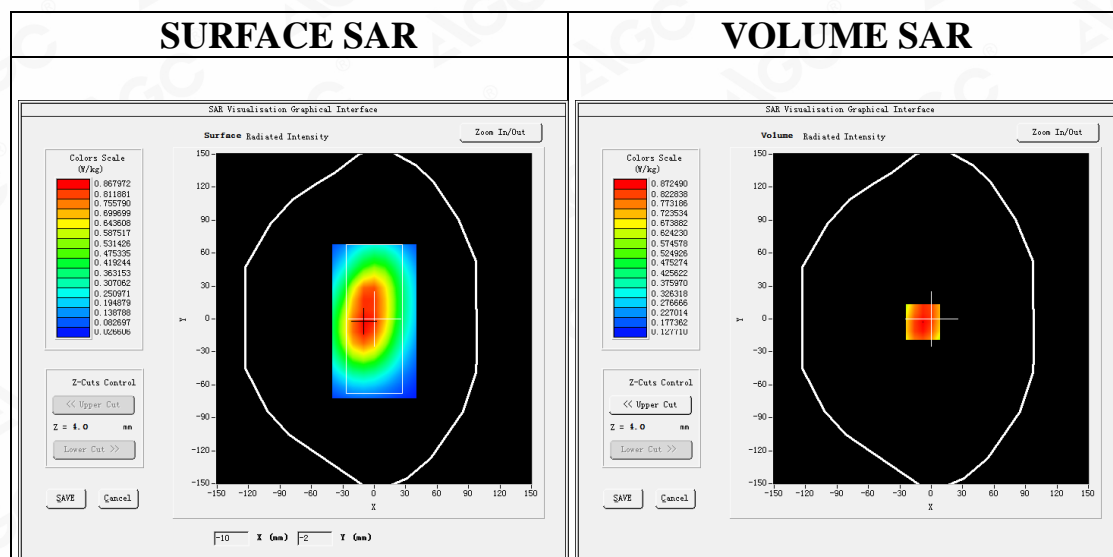 SURFACE SAR
VOLUME SAR
SAR Visualisation Graphical Interface
Surface Radiated Intensity
Zoom In/Out
Colors Scale
(W/kg)
0.867972
0.811881
0.755790
0.699699
0.643608
0.587517
0.531426
0.475335
0.419244
0.363153
0.307062
0.250971
0.194879
0.138788
0.082697
0.026606
150
120
90
60
30
0
-30
-60
-90
-120
-150
Y
-150 -120 -90 -60 -30 0 30 60 90 120 150
X
Z-Cuts Control
<< Upper Cut
Z = 4.0 mm
Lower Cut >>
SAVE Cancel
-10 X (mm) -2 Y (mm)
SAR Visualisation Graphical Interface
Volume Radiated Intensity
Zoom In/Out
Colors Scale
(W/kg)
0.872490
0.822838
0.773186
0.723534
0.673882
0.624230
0.574578
0.524926
0.475274
0.425622
0.375970
0.326318
0.276666
0.227014
0.177362
0.127710
150
120
90
60
30
0
-30
-60
-90
-120
-150
Y
-150 -120 -90 -60 -30 0 30 60 90 120 150
X
Z-Cuts Control
<< Upper Cut
Z = 4.0 mm
Lower Cut >>
SAVE Cancel
AGC